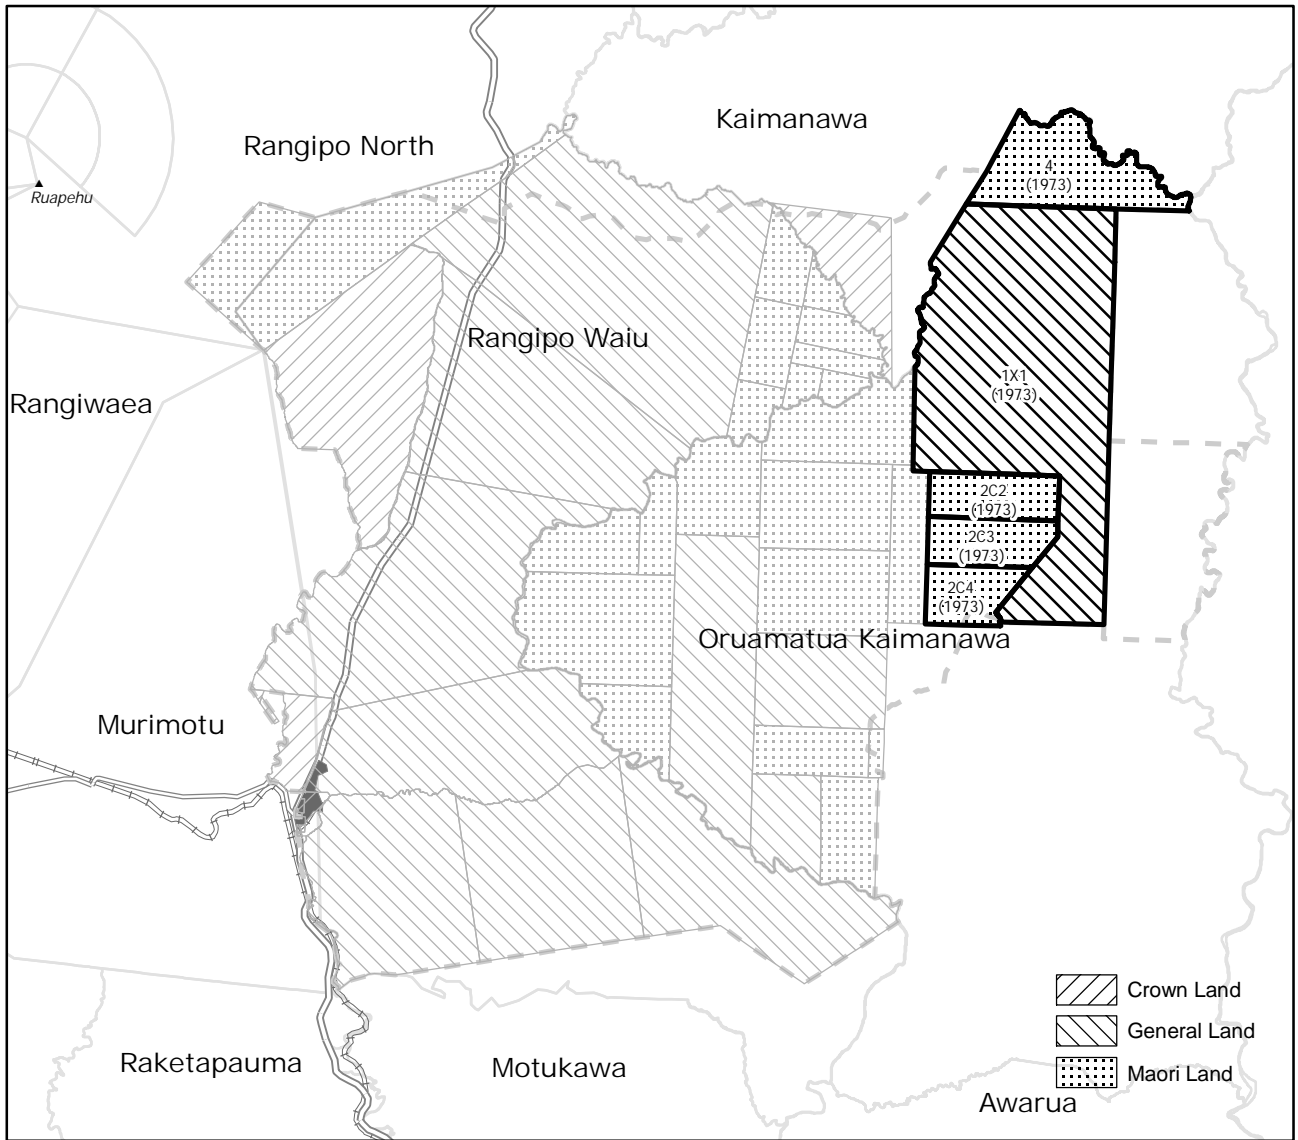 Kaimanawa
Rangipo North
4
(1973)
Ruapehu
Rangipo Waiu
1X1
(1973)
Rangiwaea
2C2
(1973)
2C3
(1973)
2C4
(1973)
Oruamatua Kaimanawa
Murimotu
Crown Land
General Land
Maori Land
Raketapauma
Motukawa
Awarua